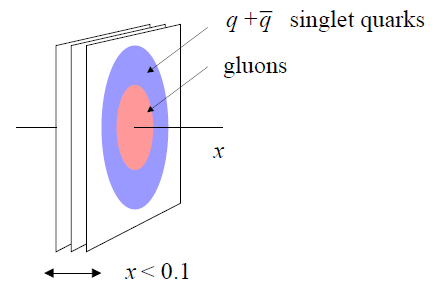 q + q̅ singlet quarks
gluons
x
x < 0.1